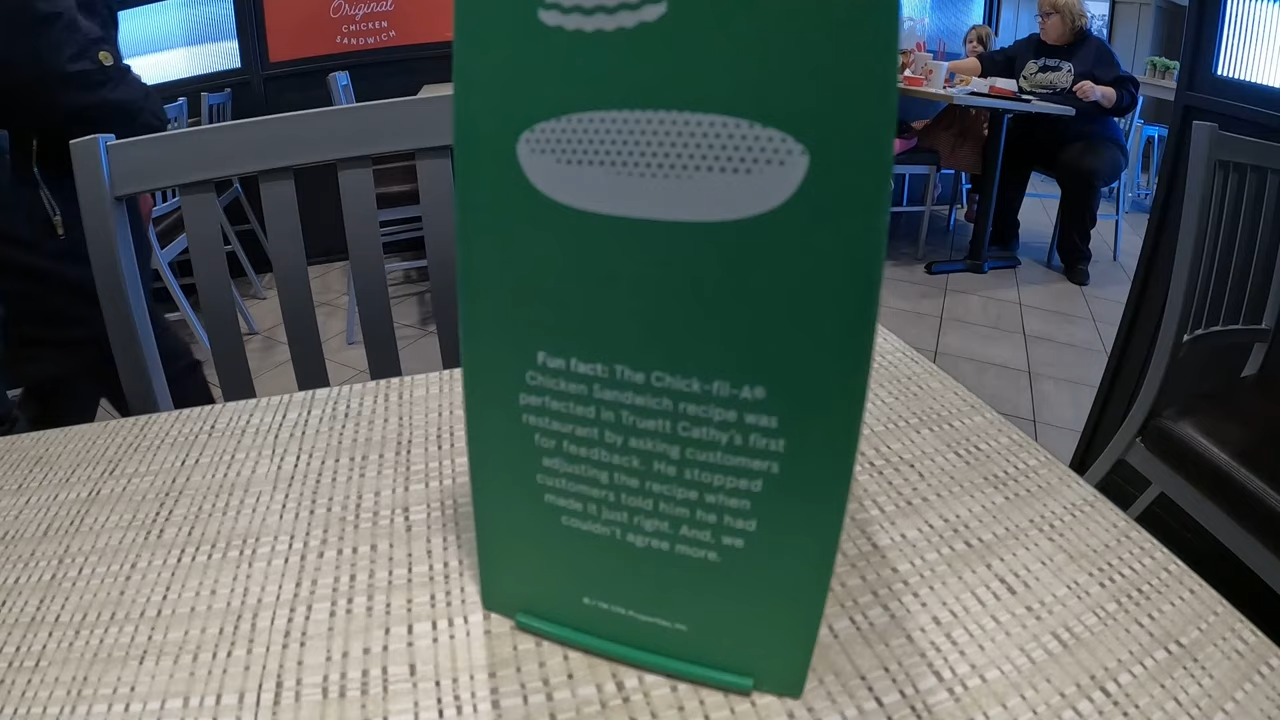 Original
CHICKEN
SANDWICH
Fun fact: The Chick-fil-A®
Chicken Sandwich recipe was
perfected in Truett Cathy's first
restaurant by asking customers
for feedback. He stopped
adjusting the recipe when
customers told him he had
made it just right. And, we
couldn't agree more.